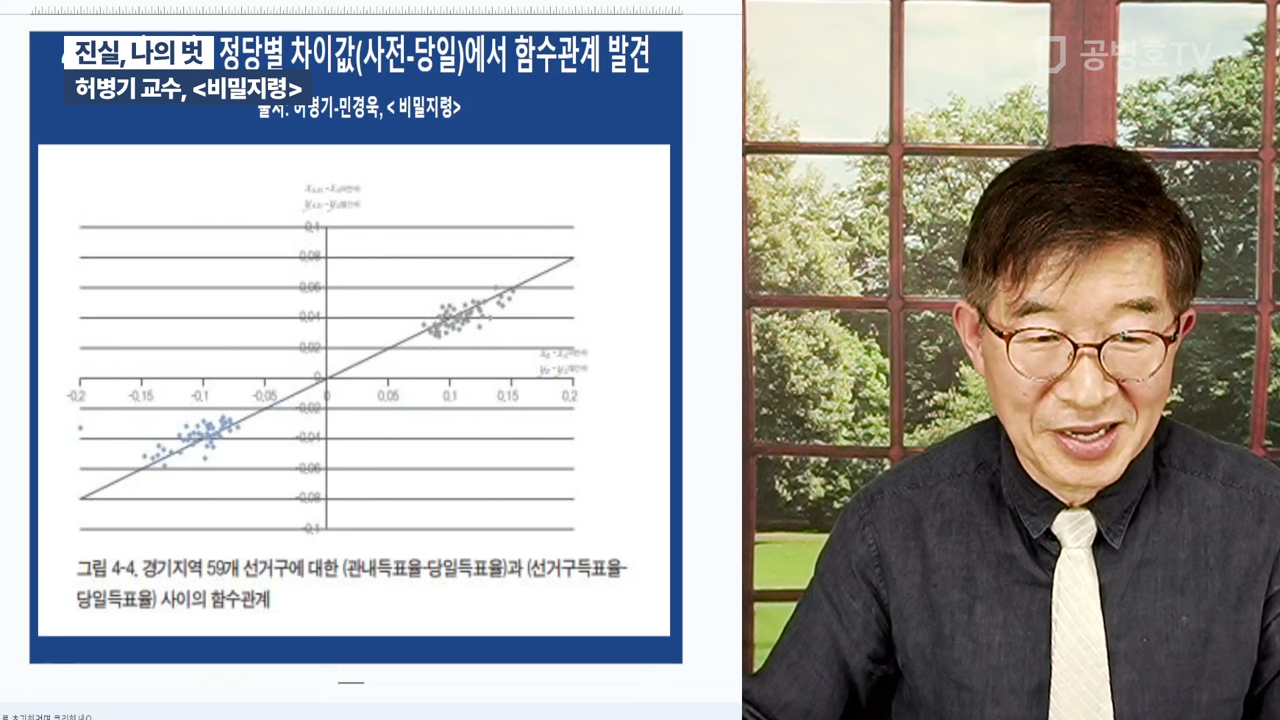 진실, 나의 벗 정당별 차이값(사전-당일)에서 함수관계 발견
허병기 교수, <비밀지령>
출처: 허병기-민경욱, < 비밀지령>
공병호TV
0.1
0.08
0.06
0.04
0.02
0
-0.2 -0.15 -0.1 -0.05 0 0.05 0.1 0.15 0.2
-0.02
-0.04
-0.06
-0.08
-0.1
그림 4-4. 경기지역 59개 선거구에 대한 (관내득표율-당일득표율)과 (선거구득표율-
당일득표율) 사이의 함수관계